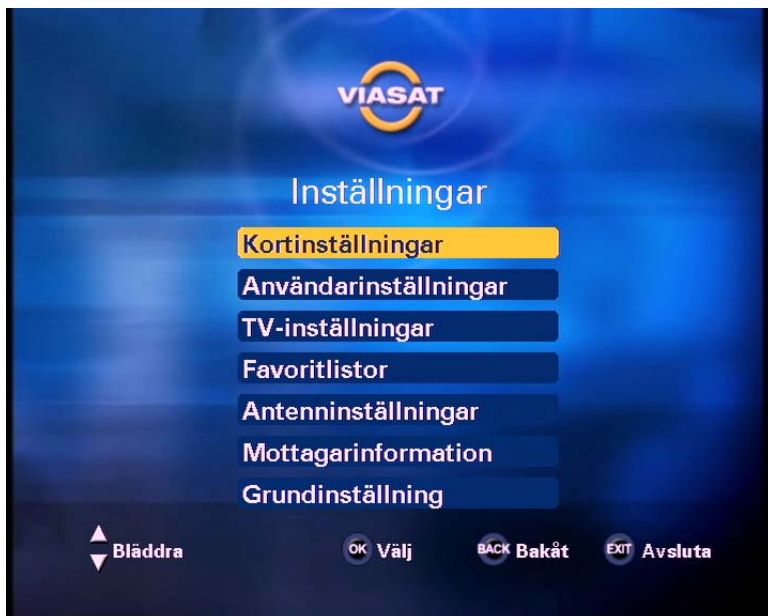 VIASAT
Inställningar
Kortinställningar
Användarinställningar
TV-inställningar
Favoritlistor
Antenninställningar
Mottagarinformation
Grundinställning
Bläddra OK Välj BACK Bakåt EXIT Avsluta